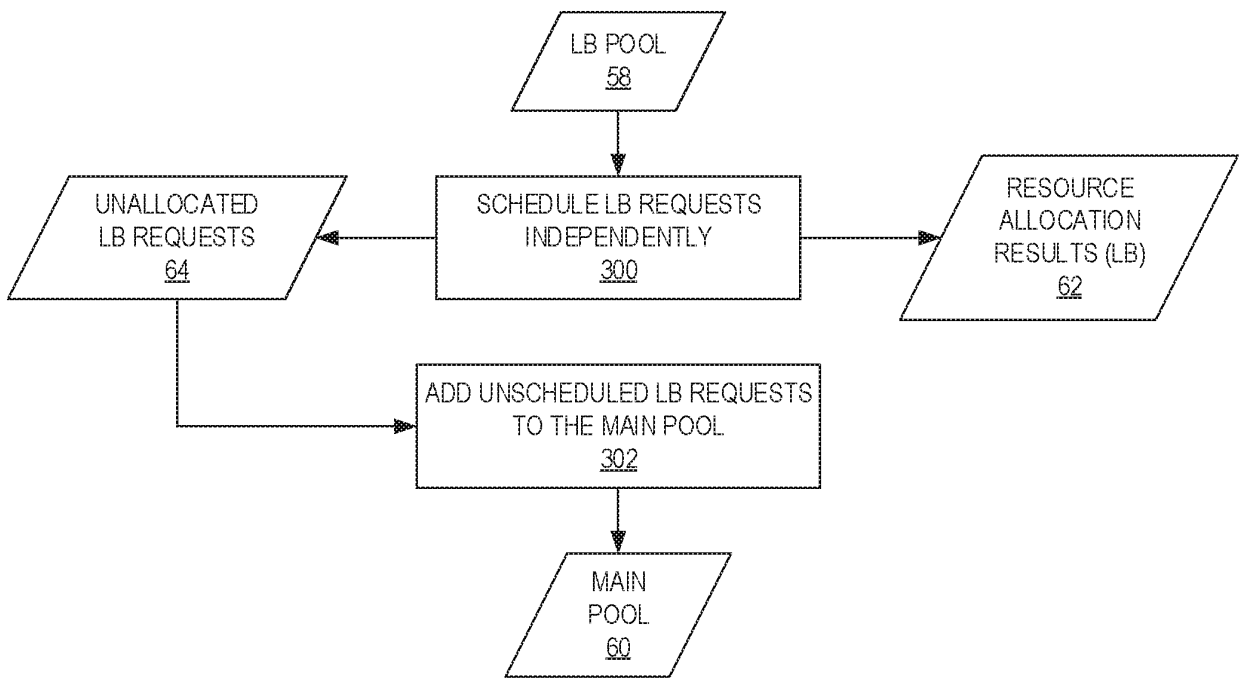 LB POOL
58
UNALLOCATED
LB REQUESTS
64
SCHEDULE LB REQUESTS
INDEPENDENTLY
300
RESOURCE
ALLOCATION
RESULTS (LB)
62
ADD UNSCHEDULED LB REQUESTS
TO THE MAIN POOL
302
MAIN
POOL
60